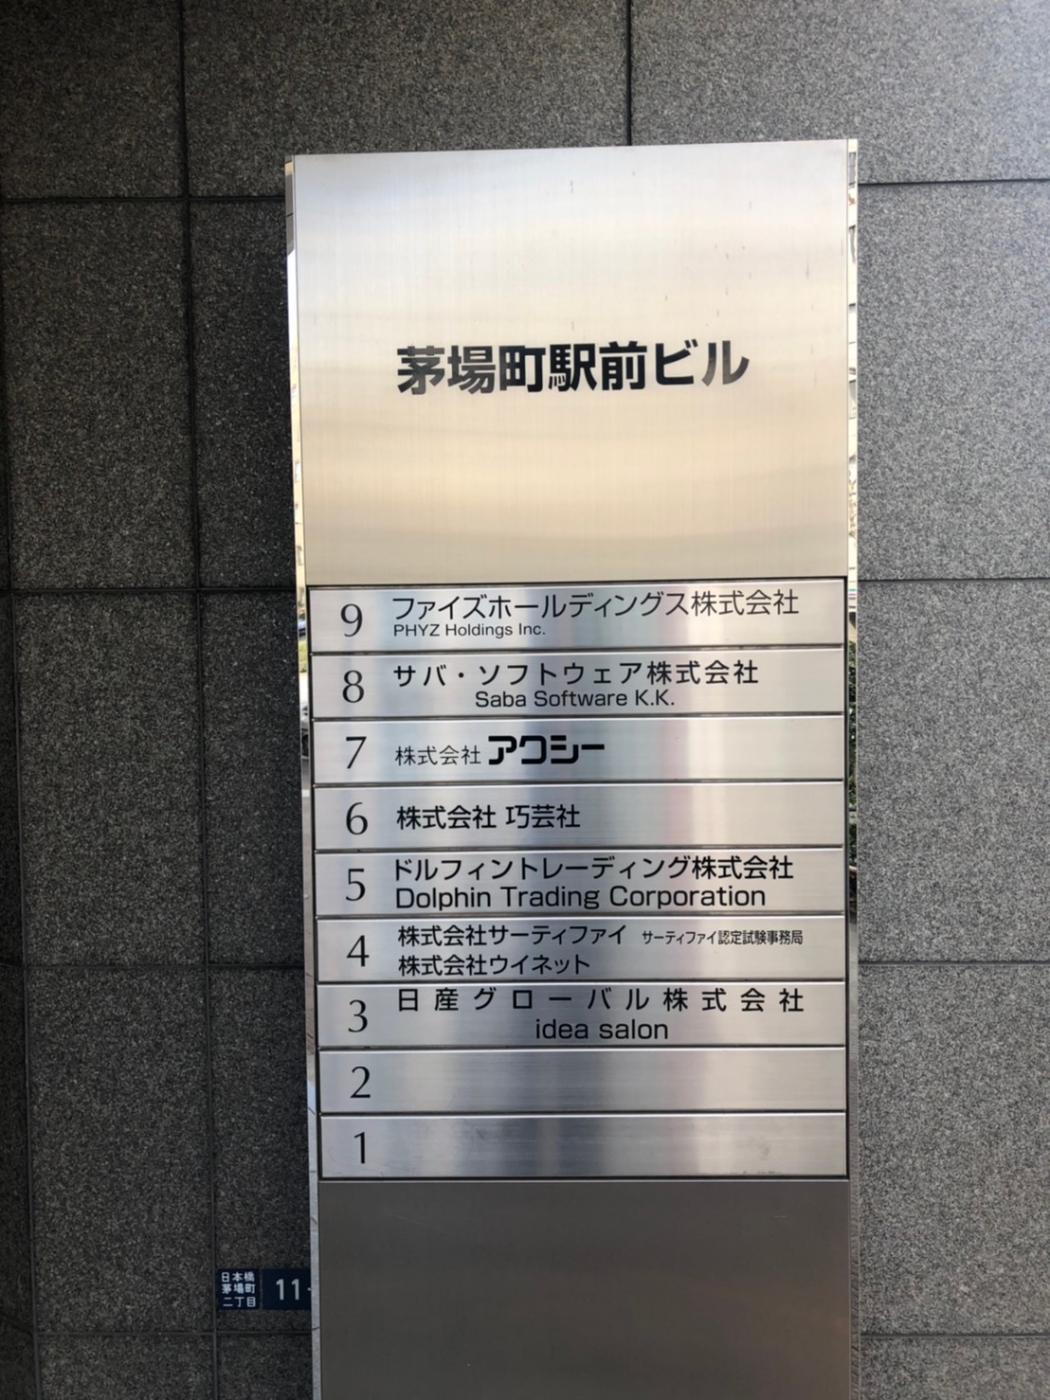 茅場町駅前ビル
9 ファイズホールディングス株式会社
PHYZ Holdings Inc.
8 サバ・ソフトウェア株式会社
Saba Software K.K.
7 株式会社 アクシー
6 株式会社 巧芸社
5 ドルフィントレーディング株式会社
Dolphin Trading Corporation
4 株式会社サーティファイ サーティファイ認定試験事務局
株式会社ウイネット
3 日産グローバル株式会社
idea salon
2
1
日本橋
茅場町
二丁目
11-